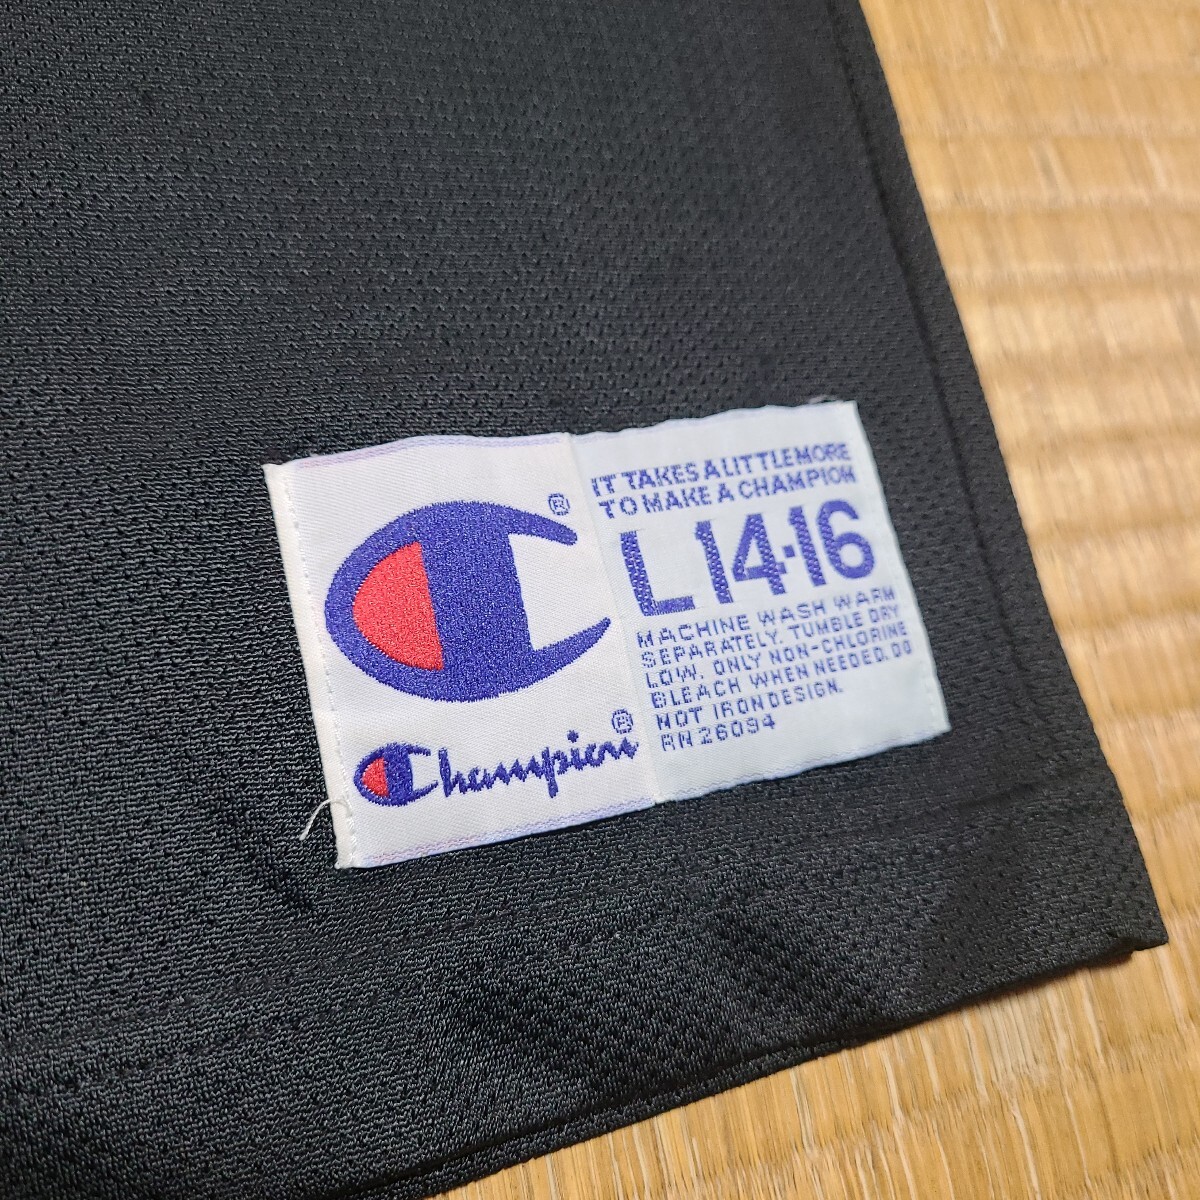 ®
Champion®
IT TAKES A LITTLE MORE
TO MAKE A CHAMPION
L 14-16
MACHINE WASH WARM
SEPARATELY. TUMBLE DRY
LOW. ONLY NON-CHLORINE
BLEACH WHEN NEEDED. DO
NOT IRON DESIGN.
RN 26094